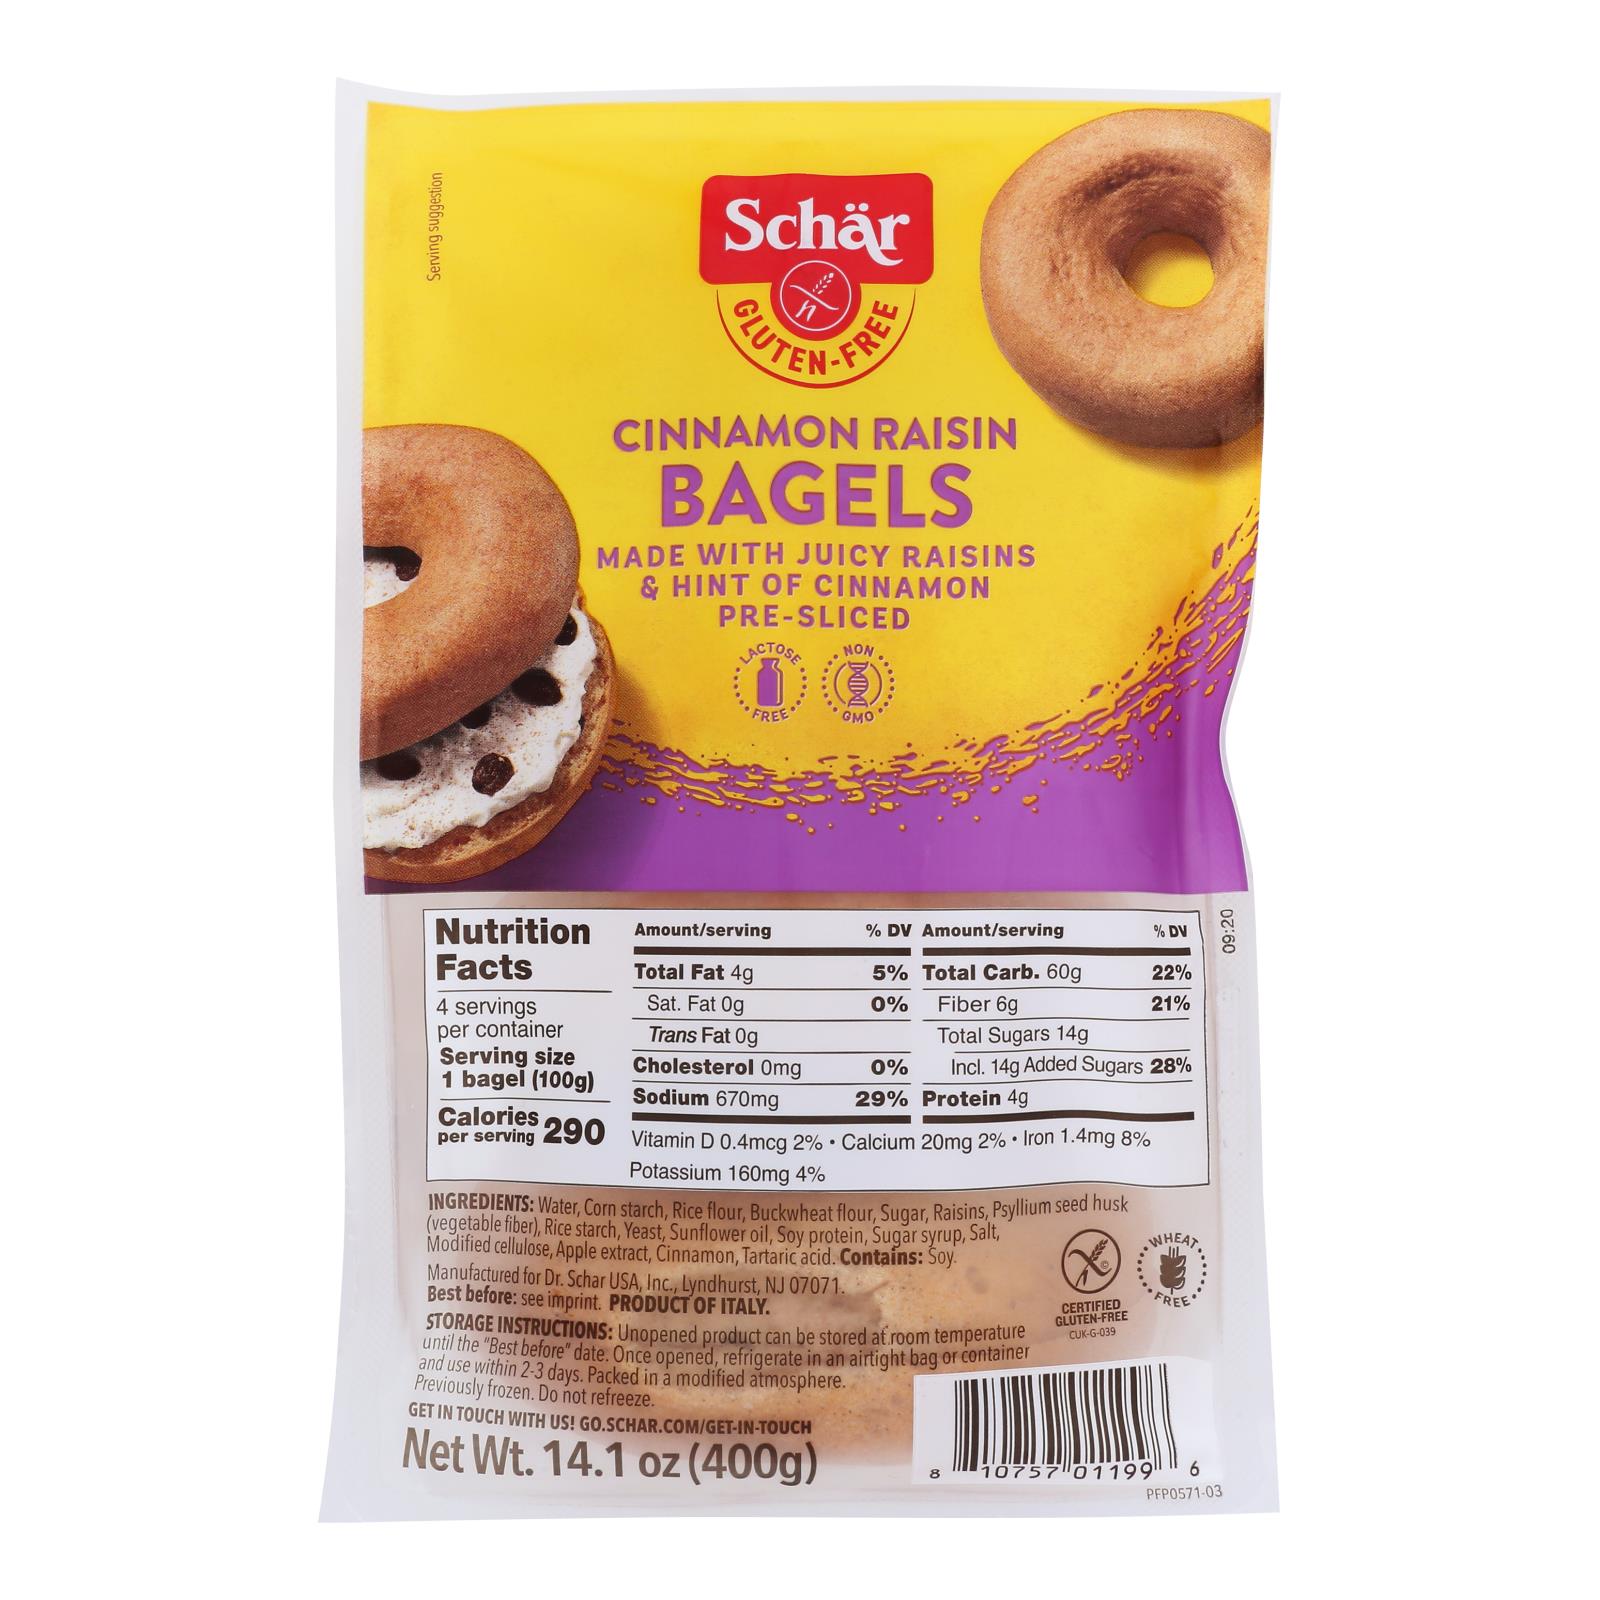 Serving suggestion
Schär
GLUTEN-FREE
CINNAMON RAISIN
BAGELS
MADE WITH JUICY RAISINS
& HINT OF CINNAMON
PRE-SLICED
LACTOSE
FREE
NON
GMO
09:20
Nutrition
Facts
4 servings
per container
Serving size
1 bagel (100g)
Calories
per serving 290
Amount/serving % DV
Total Fat 4g 5%
Sat. Fat 0g 0%
Trans Fat 0g
Cholesterol 0mg 0%
Sodium 670mg 29%
Amount/serving % DV
Total Carb. 60g 22%
Fiber 6g 21%
Total Sugars 14g
Incl. 14g Added Sugars 28%
Protein 4g
Vitamin D 0.4mcg 2% • Calcium 20mg 2% • Iron 1.4mg 8%
Potassium 160mg 4%
INGREDIENTS: Water, Corn starch, Rice flour, Buckwheat flour, Sugar, Raisins, Psyllium seed husk
(vegetable fiber), Rice starch, Yeast, Sunflower oil, Soy protein, Sugar syrup, Salt,
Modified cellulose, Apple extract, Cinnamon, Tartaric acid. Contains: Soy.
Manufactured for Dr. Schar USA, Inc., Lyndhurst, NJ 07071.
Best before: see imprint. PRODUCT OF ITALY.
STORAGE INSTRUCTIONS: Unopened product can be stored at room temperature
until the "Best before" date. Once opened, refrigerate in an airtight bag or container
and use within 2-3 days. Packed in a modified atmosphere.
Previously frozen. Do not refreeze.
GET IN TOUCH WITH US! GO.SCHAR.COM/GET-IN-TOUCH
Net Wt. 14.1 oz (400g)
CERTIFIED
GLUTEN-FREE
CUK-G-039
WHEAT
FREE
8 10757 01199 6
PFP0571-03